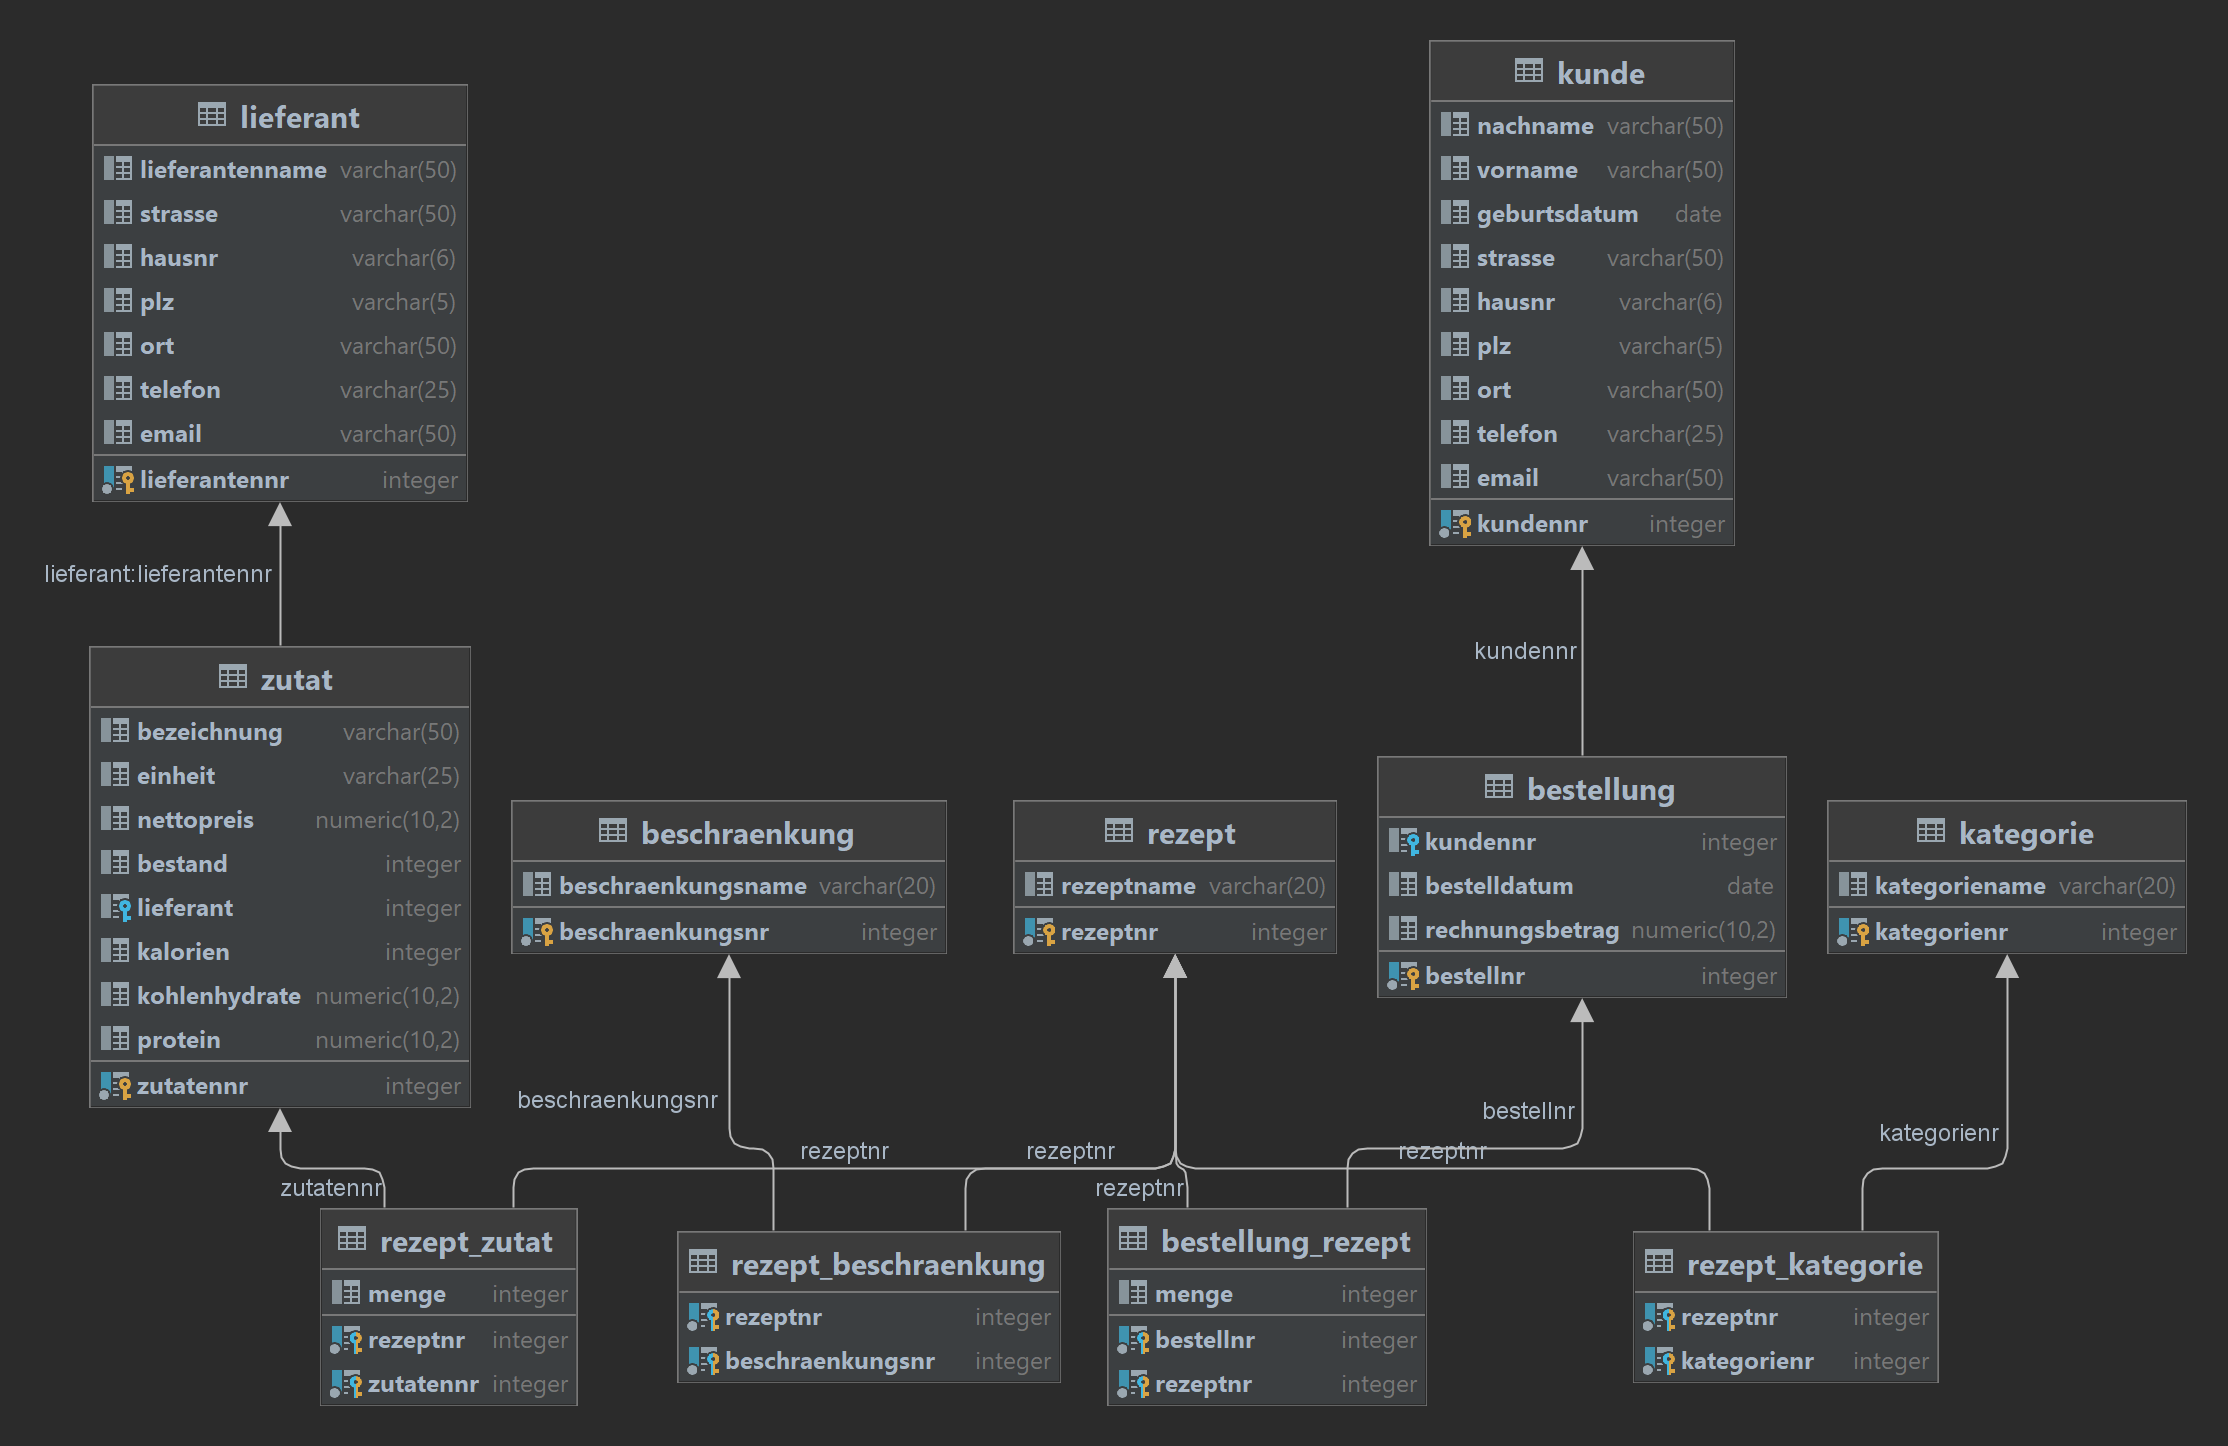 lieferant
lieferantenname varchar(50)
strasse varchar(50)
hausnr varchar(6)
plz varchar(5)
ort varchar(50)
telefon varchar(25)
email varchar(50)
lieferantennr integer
kunde
nachname varchar(50)
vorname varchar(50)
geburtsdatum date
strasse varchar(50)
hausnr varchar(6)
plz varchar(5)
ort varchar(50)
telefon varchar(25)
email varchar(50)
kundennr integer
lieferant:lieferantennr
kundennr
zutat
bezeichnung varchar(50)
einheit varchar(25)
nettopreis numeric(10,2)
bestand integer
lieferant integer
kalorien integer
kohlenhydrate numeric(10,2)
protein numeric(10,2)
zutatennr integer
beschraenkung
beschraenkungsname varchar(20)
beschraenkungsnr integer
rezept
rezeptname varchar(20)
rezeptnr integer
bestellung
kundennr integer
bestelldatum date
rechnungsbetrag numeric(10,2)
bestellnr integer
kategorie
kategoriename varchar(20)
kategorienr integer
beschraenkungsnr
bestellnr
kategorienr
rezeptnr
rezeptnr
rezeptnr
zutatennr
rezeptnr
rezept_zutat
menge integer
rezeptnr integer
zutatennr integer
rezept_beschraenkung
rezeptnr integer
beschraenkungsnr integer
bestellung_rezept
menge integer
bestellnr integer
rezeptnr integer
rezept_kategorie
rezeptnr integer
kategorienr integer